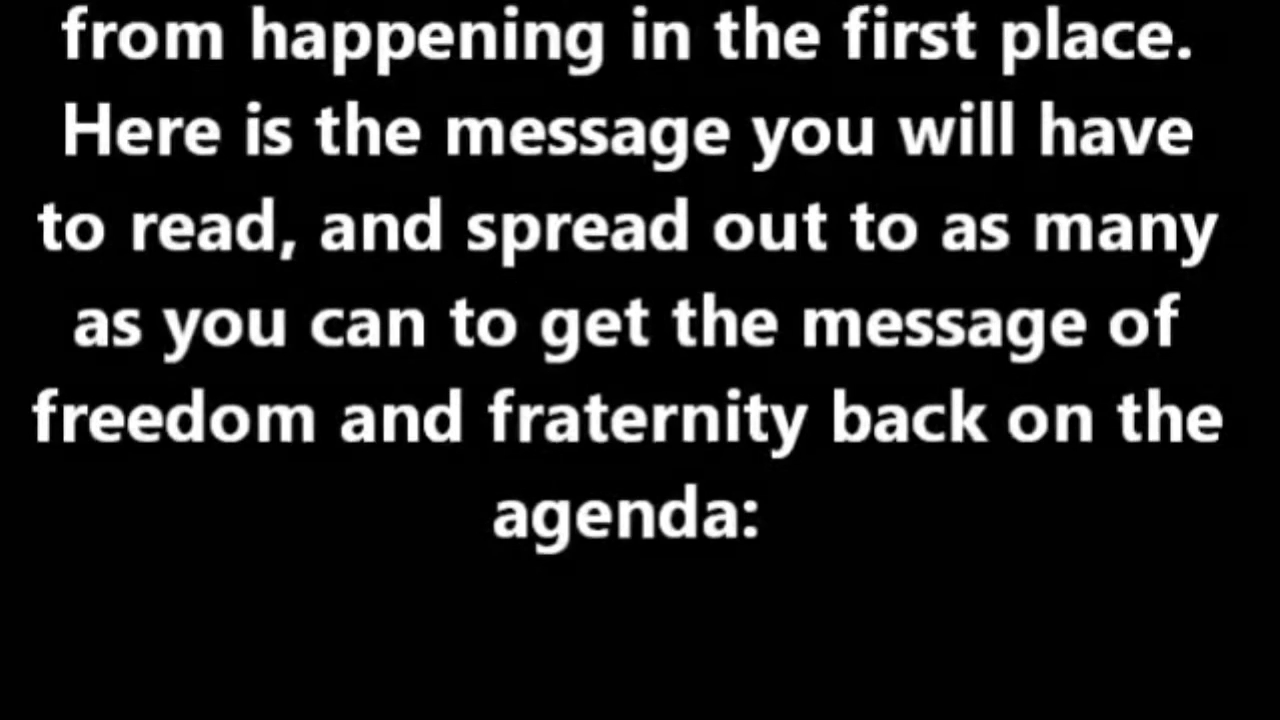 from happening in the first place.
Here is the message you will have
to read, and spread out to as many
as you can to get the message of
freedom and fraternity back on the
agenda: